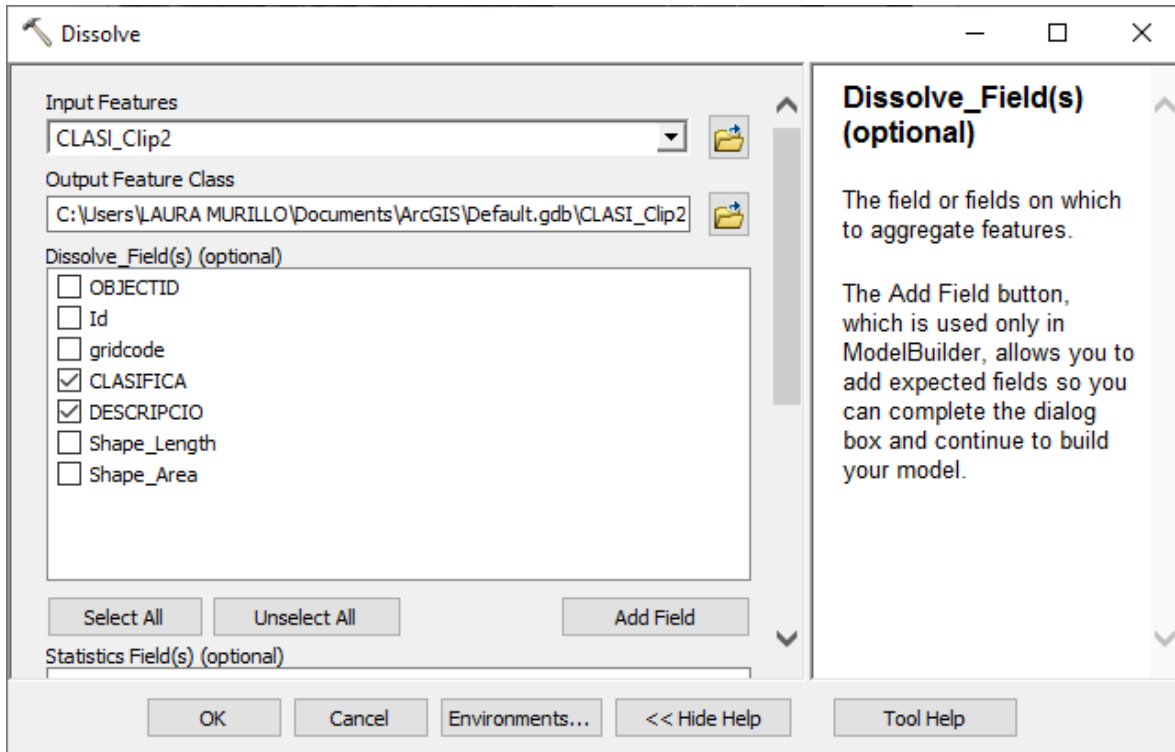 Dissolve
Input Features
CLASI_Clip2
Output Feature Class
C:\Users\LAURA MURILLO\Documents\ArcGIS\Default.gdb\CLASI_Clip2
Dissolve_Field(s) (optional)
OBJECTID
Id
gridcode
CLASIFICA
DESCRIPCIO
Shape_Length
Shape_Area
Select All
Unselect All
Add Field
Statistics Field(s) (optional)
Dissolve_Field(s)
(optional)
The field or fields on which
to aggregate features.
The Add Field button,
which is used only in
ModelBuilder, allows you to
add expected fields so you
can complete the dialog
box and continue to build
your model.
OK
Cancel
Environments...
<< Hide Help
Tool Help